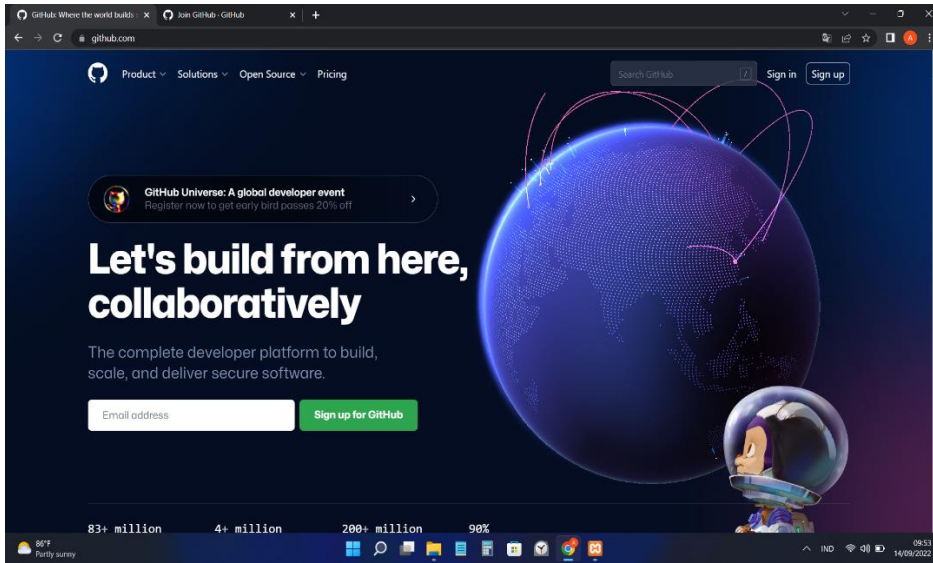 GitHub: Where the world builds s
Join GitHub · GitHub
github.com
Product
Solutions
Open Source
Pricing
Search GitHub
/
Sign in
Sign up
GitHub Universe: A global developer event
Register now to get early bird passes 20% off
Let's build from here,
collaboratively
The complete developer platform to build,
scale, and deliver secure software.
Email address
Sign up for GitHub
83+ million
4+ million
200+ million
90%
86°F
Partly sunny
IND
09:53
14/09/2022